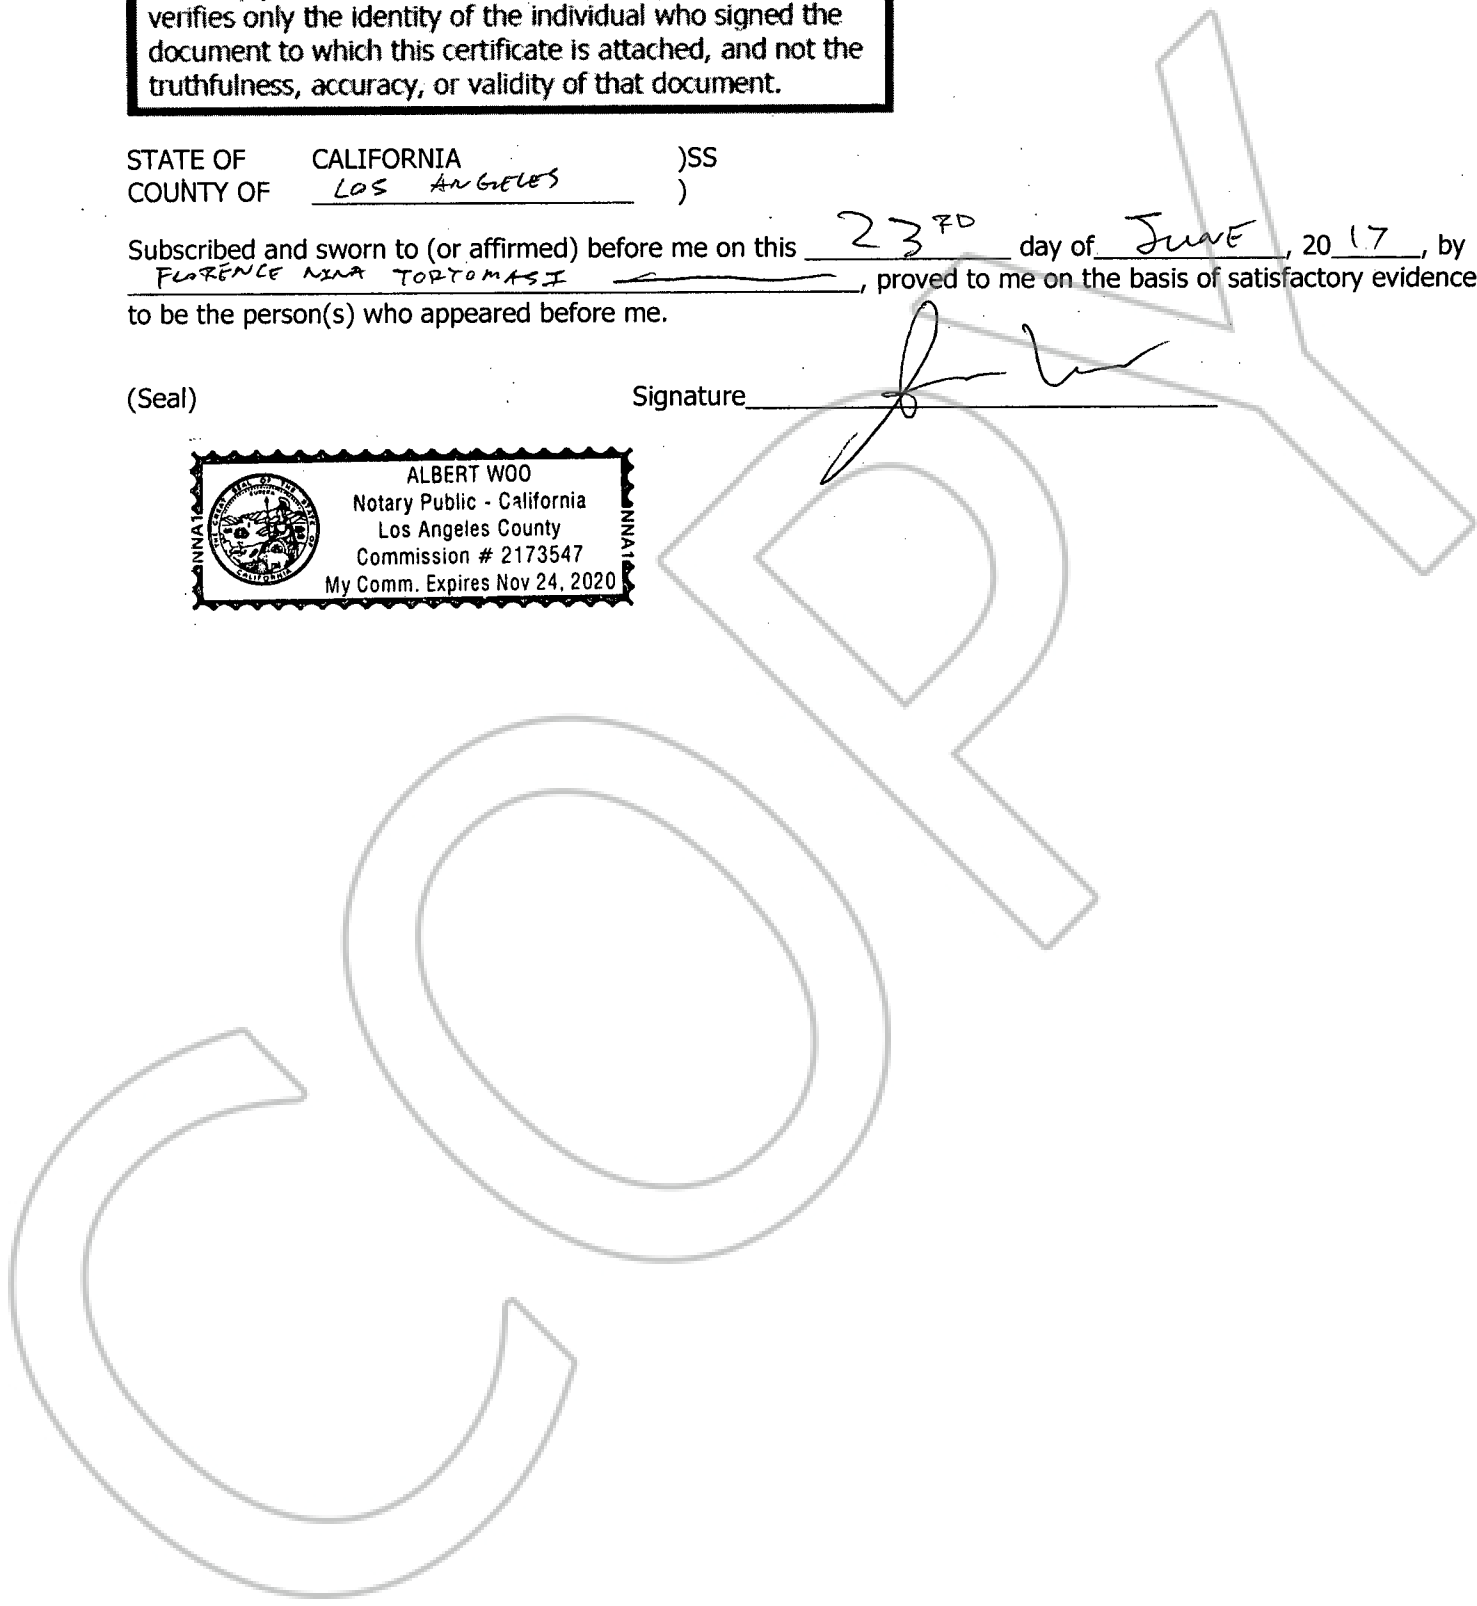 verifies only the identity of the individual who signed the
document to which this certificate is attached, and not the
truthfulness, accuracy, or validity of that document.
STATE OF CALIFORNIA )SS
COUNTY OF LOS ANGELES )
Subscribed and sworn to (or affirmed) before me on this 23RD day of JUNE, 2017, by
FLORENCE NINA TORTOMASI, proved to me on the basis of satisfactory evidence
to be the person(s) who appeared before me.
(Seal) Signature
ALBERT WOO
Notary Public - California
Los Angeles County
Commission # 2173547
My Comm. Expires Nov 24, 2020
COPY